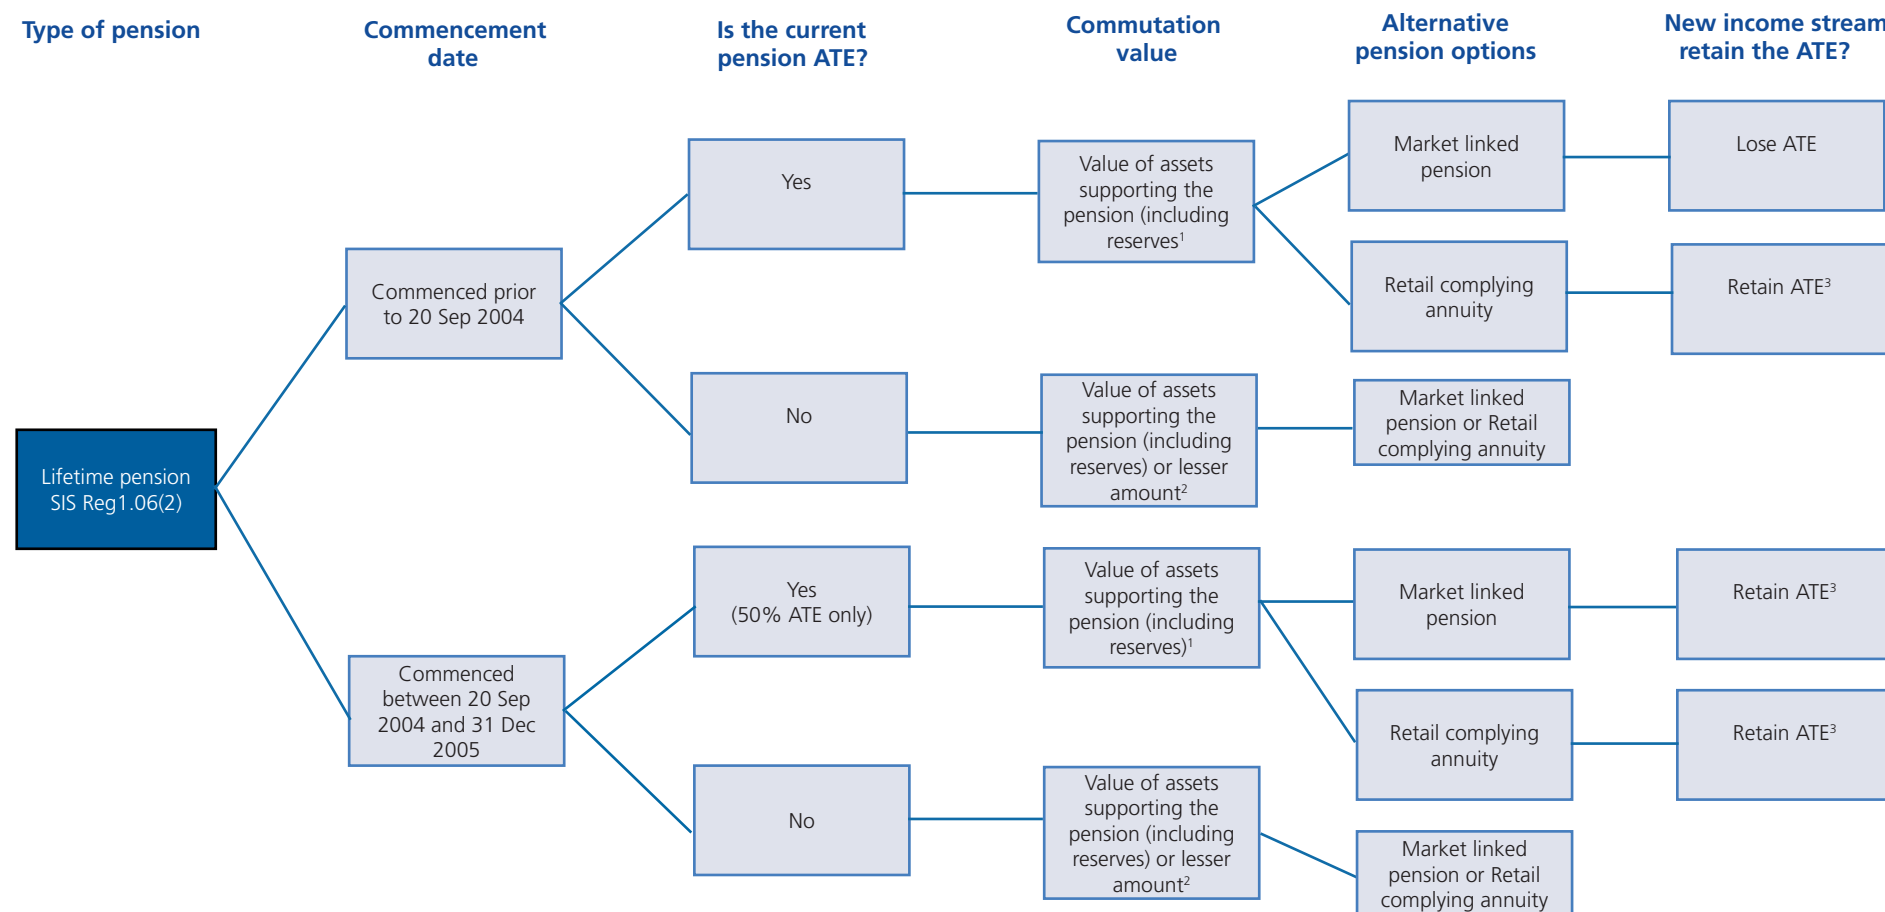 Type of pension
Commencement
date
Is the current
pension ATE?
Commutation
value
Alternative
pension options
New income stream
retain the ATE?
Lifetime pension
SIS Reg1.06(2)
Commenced prior
to 20 Sep 2004
Yes
Value of assets
supporting the
pension (including
reserves¹
Market linked
pension
Lose ATE
Retail complying
annuity
Retain ATE³
No
Value of assets
supporting the
pension (including
reserves) or lesser
amount²
Market linked
pension or Retail
complying annuity
Commenced
between 20 Sep
2004 and 31 Dec
2005
Yes
(50% ATE only)
Value of assets
supporting the
pension (including
reserves)¹
Market linked
pension
Retain ATE³
Retail complying
annuity
Retain ATE³
No
Value of assets
supporting the
pension (including
reserves) or lesser
amount²
Market linked
pension or Retail
complying annuity